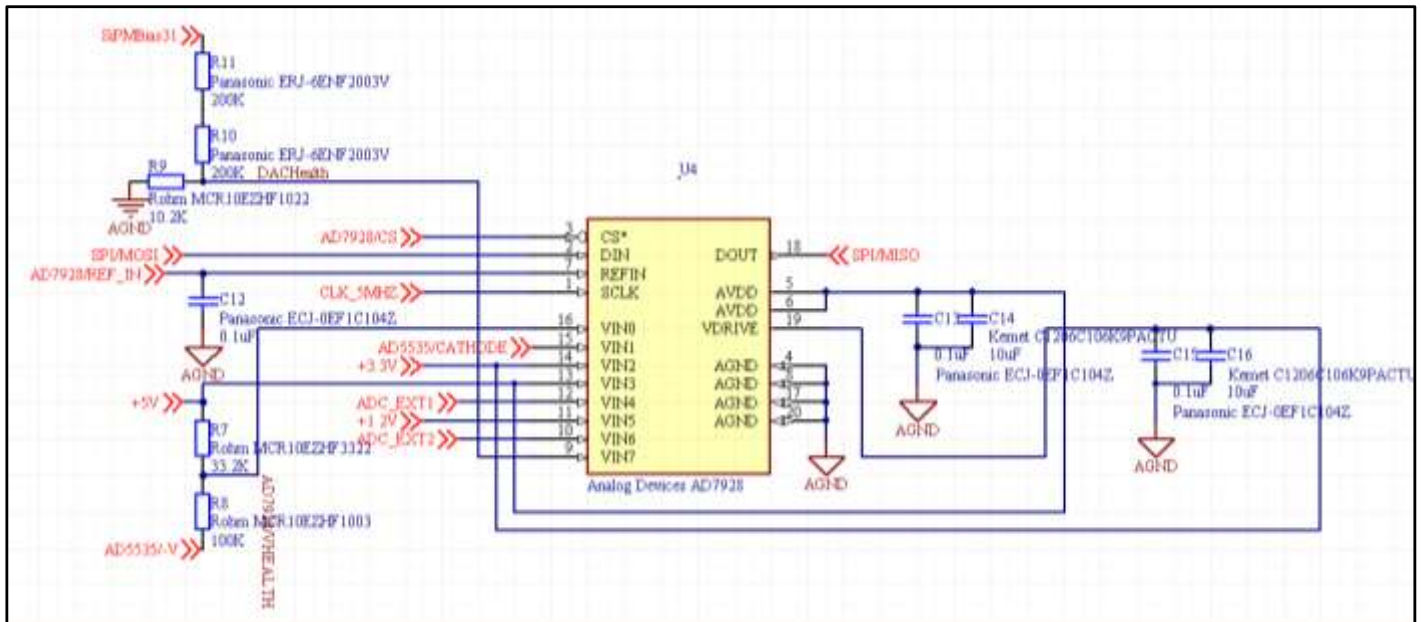 SiPMBias31
R11
Panasonic ERJ-6ENF2003V
200K
R10
Panasonic ERJ-6ENF2003V
200K DACHealth
R9
Rohm MCR10EZHF1022
10.2K
AGND
U4
AD7928/CS
SPI/MOSI
AD7928/REF_IN
CLK_5MHZ
C12
Panasonic ECJ-0EF1C104Z
0.1uF
AGND
AD5535/CATHODE
+3.3V
+5V
ADC_EXT1
+1.2V
ADC_EXT2
R7
Rohm MCR10EZHF3322
33.2K
R8
Rohm MCR10EZHF1003
100K
AD5535/-V
3 CS*
DIN
REFIN
1 SCLK
16 VIN0
15 VIN1
14 VIN2
13 VIN3
12 VIN4
11 VIN5
10 VIN6
9 VIN7
DOUT 18
SPI/MISO
AVDD 5
AVDD 6
VDRIVE 19
AGND 4
AGND
AGND 17
AGND 20
Analog Devices AD7928
AGND
C13 C14
Kemet C1206C106K9PACTU
0.1uF 10uF
Panasonic ECJ-0EF1C104Z
AGND
C15 C16
Kemet C1206C106K9PACTU
0.1uF 10uF
Panasonic ECJ-0EF1C104Z
AGND